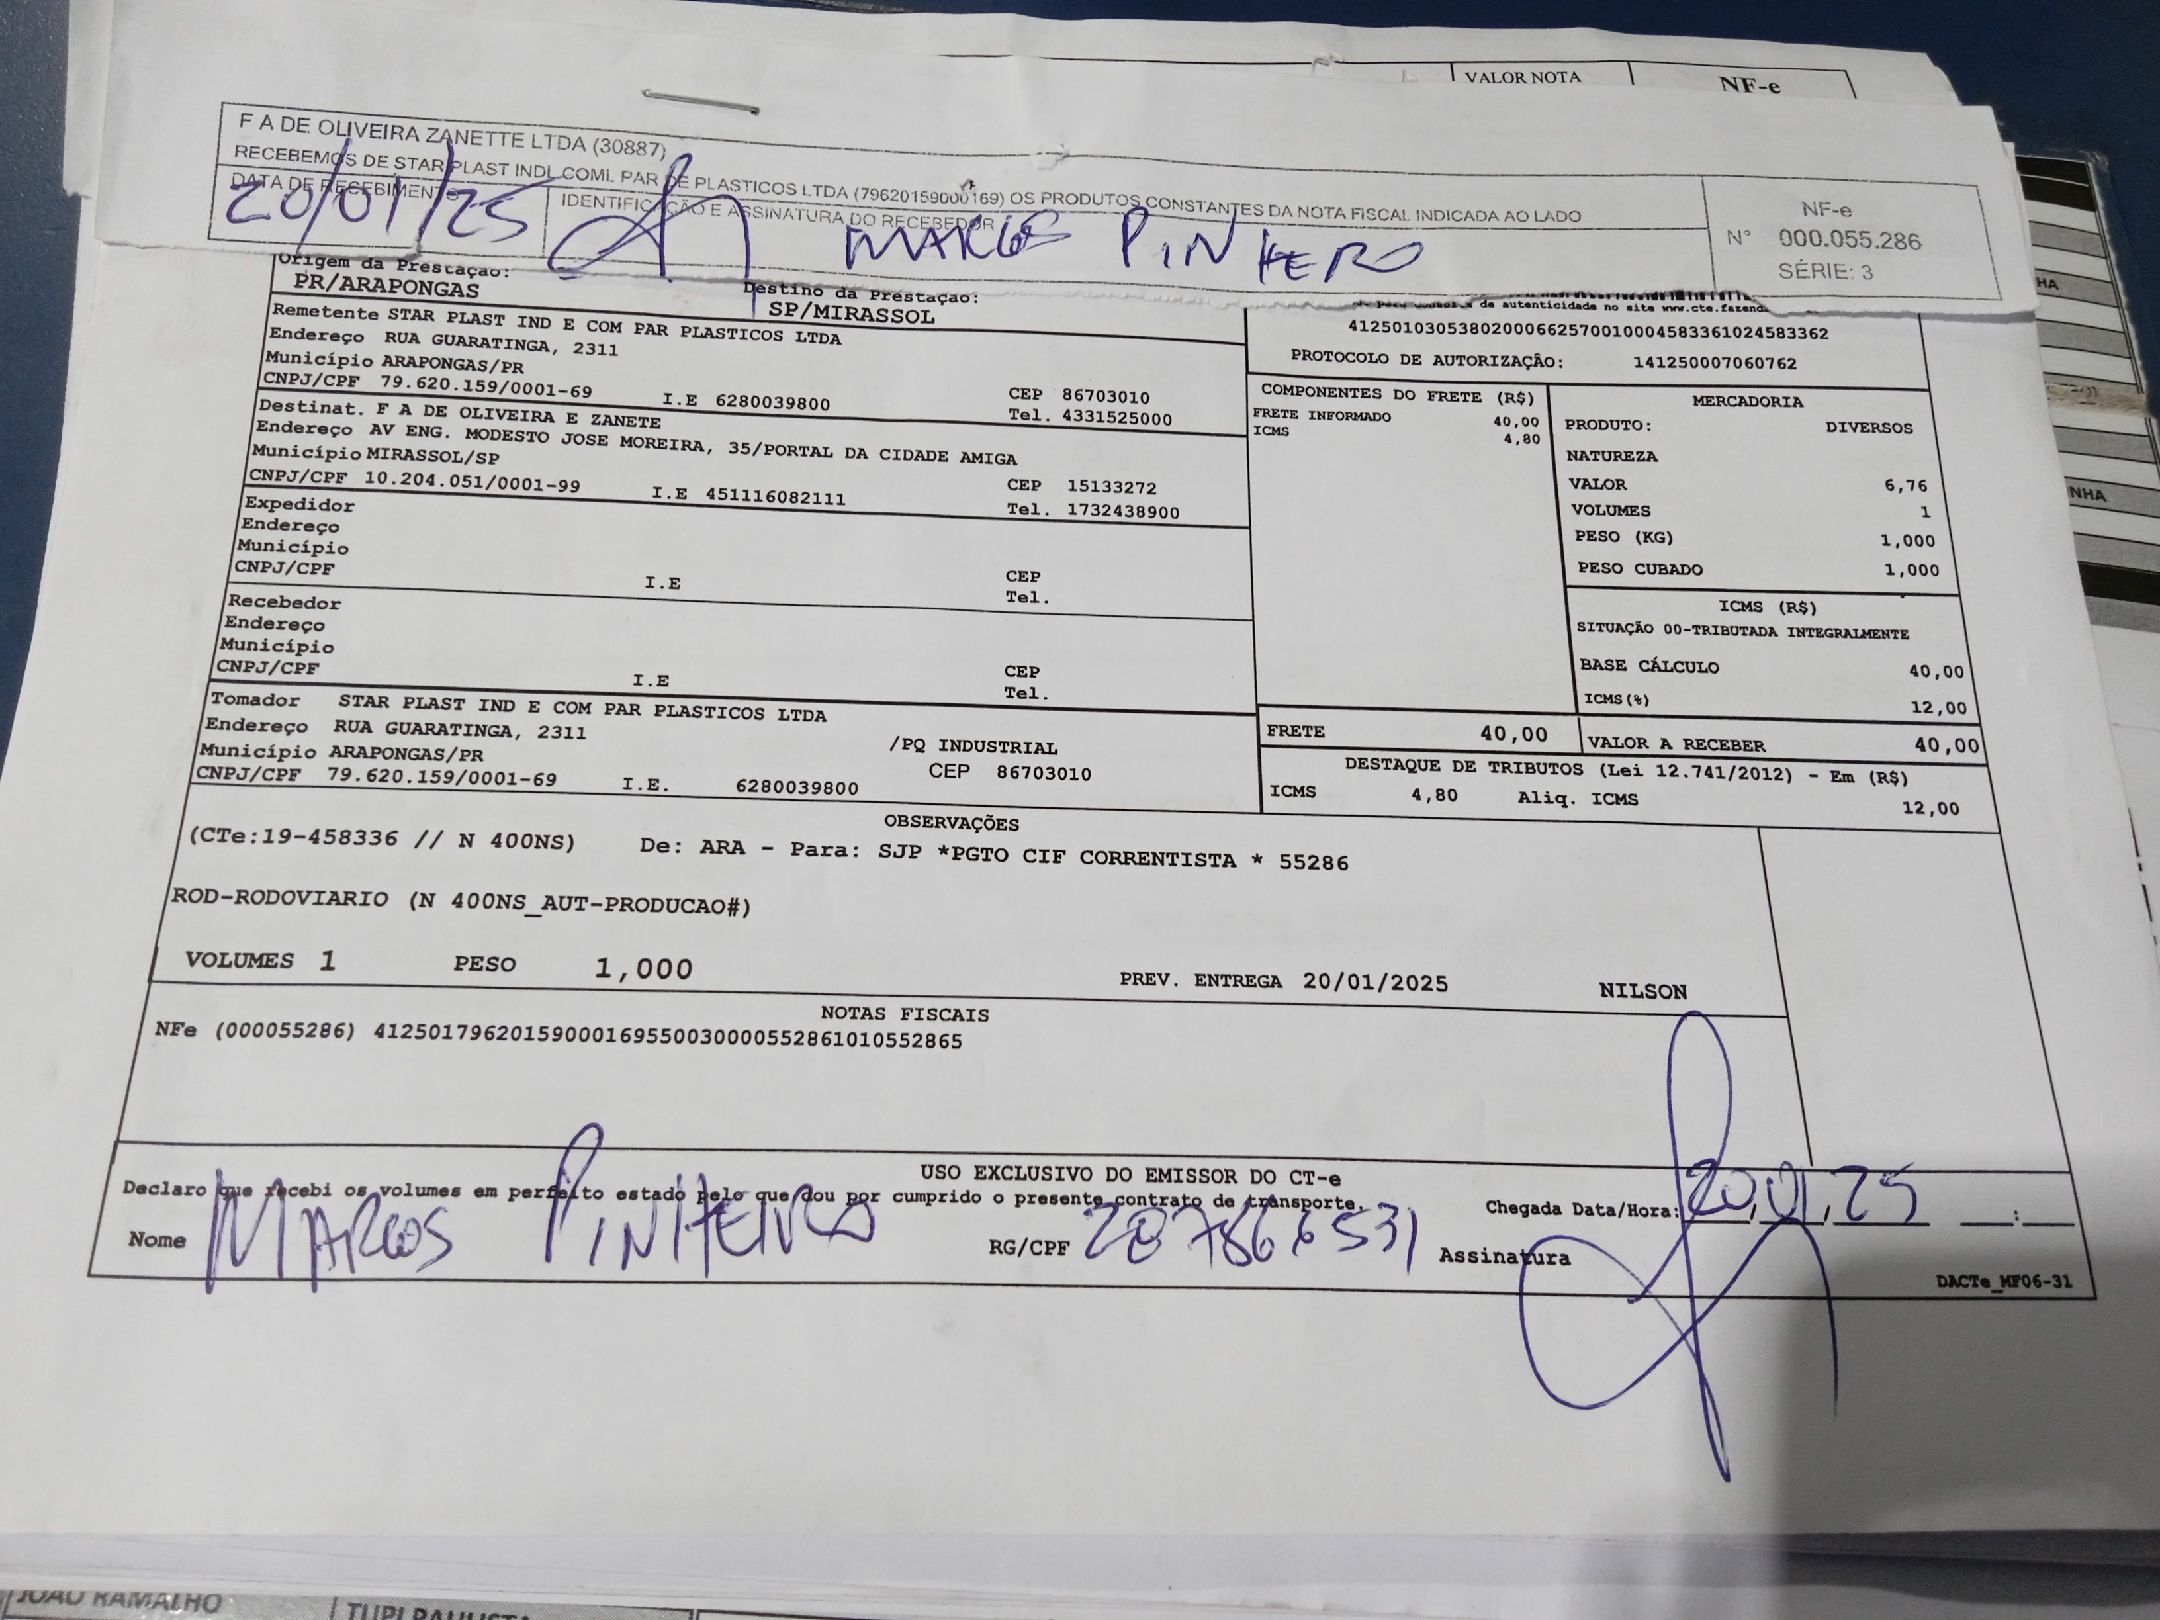 VALOR NOTA NF-e
F A DE OLIVEIRA ZANETTE LTDA (30887)
RECEBEMOS DE STAR PLAST INDL COML PAR DE PLASTICOS LTDA (79620159000169) OS PRODUTOS CONSTANTES DA NOTA FISCAL INDICADA AO LADO
DATA DE RECEBIMENTO IDENTIFICAÇÃO E ASSINATURA DO RECEBEDOR
20/01/25 MARCOS PINHEIRO
NF-e
N° 000.055.286
SÉRIE: 3
Origem da Prestação: Destino da Prestação:
PR/ARAPONGAS SP/MIRASSOL
Remetente STAR PLAST IND E COM PAR PLASTICOS LTDA
Endereço RUA GUARATINGA, 2311
Município ARAPONGAS/PR CEP 86703010
CNPJ/CPF 79.620.159/0001-69 I.E 6280039800 Tel. 4331525000
Destinat. F A DE OLIVEIRA E ZANETE
Endereço AV ENG. MODESTO JOSE MOREIRA, 35/PORTAL DA CIDADE AMIGA
Município MIRASSOL/SP CEP 15133272
CNPJ/CPF 10.204.051/0001-99 I.E 451116082111 Tel. 1732438900
Expedidor
Endereço
Município CEP
CNPJ/CPF I.E Tel.
Recebedor
Endereço
Município CEP
CNPJ/CPF I.E Tel.
Tomador STAR PLAST IND E COM PAR PLASTICOS LTDA
Endereço RUA GUARATINGA, 2311 /PQ INDUSTRIAL
Município ARAPONGAS/PR CEP 86703010
CNPJ/CPF 79.620.159/0001-69 I.E. 6280039800
de autenticidade no site www.cte.fazend
41250103053802000662570010004583361024583362
PROTOCOLO DE AUTORIZAÇÃO: 141250007060762
COMPONENTES DO FRETE (R$)
FRETE INFORMADO 40,00
ICMS 4,80
MERCADORIA
PRODUTO: DIVERSOS
NATUREZA
VALOR 6,76
VOLUMES 1
PESO (KG) 1,000
PESO CUBADO 1,000
ICMS (R$)
SITUAÇÃO 00-TRIBUTADA INTEGRALMENTE
BASE CÁLCULO 40,00
ICMS(%) 12,00
FRETE 40,00 VALOR A RECEBER 40,00
DESTAQUE DE TRIBUTOS (Lei 12.741/2012) - Em (R$)
ICMS 4,80 Aliq. ICMS 12,00
OBSERVAÇÕES
(CTe:19-458336 // N 400NS) De: ARA - Para: SJP *PGTO CIF CORRENTISTA * 55286
ROD-RODOVIARIO (N 400NS_AUT-PRODUCAO#)
VOLUMES 1 PESO 1,000 PREV. ENTREGA 20/01/2025 NILSON
NOTAS FISCAIS
NFe (000055286) 41250179620159000169550030000552861010552865
USO EXCLUSIVO DO EMISSOR DO CT-e
Declaro que recebi os volumes em perfeito estado pelo que dou por cumprido o presente contrato de transporte. Chegada Data/Hora: 20,01,25 __:__
Nome MARCOS PINHEIRO RG/CPF Assinatura
DACTe_MF06-31
JOAO RAMALHO TUPI PAULISTA